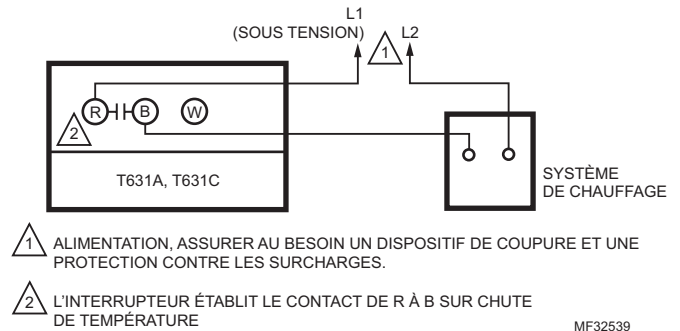 L1
(SOUS TENSION)
1
L2
R
B
W
2
T631A, T631C
SYSTÈME
DE CHAUFFAGE
1 ALIMENTATION, ASSURER AU BESOIN UN DISPOSITIF DE COUPURE ET UNE
PROTECTION CONTRE LES SURCHARGES.
2 L'INTERRUPTEUR ÉTABLIT LE CONTACT DE R À B SUR CHUTE
DE TEMPÉRATURE
MF32539